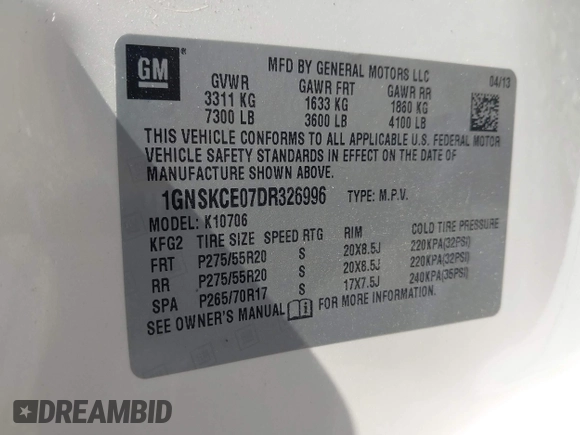 GM ®
MFD BY GENERAL MOTORS LLC 04/13
GVWR GAWR FRT GAWR RR
3311 KG 1633 KG 1860 KG
7300 LB 3600 LB 4100 LB
THIS VEHICLE CONFORMS TO ALL APPLICABLE U.S. FEDERAL MOTOR
VEHICLE SAFETY STANDARDS IN EFFECT ON THE DATE OF
MANUFACTURE SHOWN ABOVE.
1GNSKCE07DR326996 TYPE: M.P.V.
MODEL: K10706
KFG2 TIRE SIZE SPEED RTG RIM COLD TIRE PRESSURE
FRT P275/55R20 S 20X8.5J 220KPA(32PSI)
RR P275/55R20 S 20X8.5J 220KPA(32PSI)
SPA P265/70R17 S 17X7.5J 240KPA(35PSI)
SEE OWNER'S MANUAL FOR MORE INFORMATION.
DREAMBID